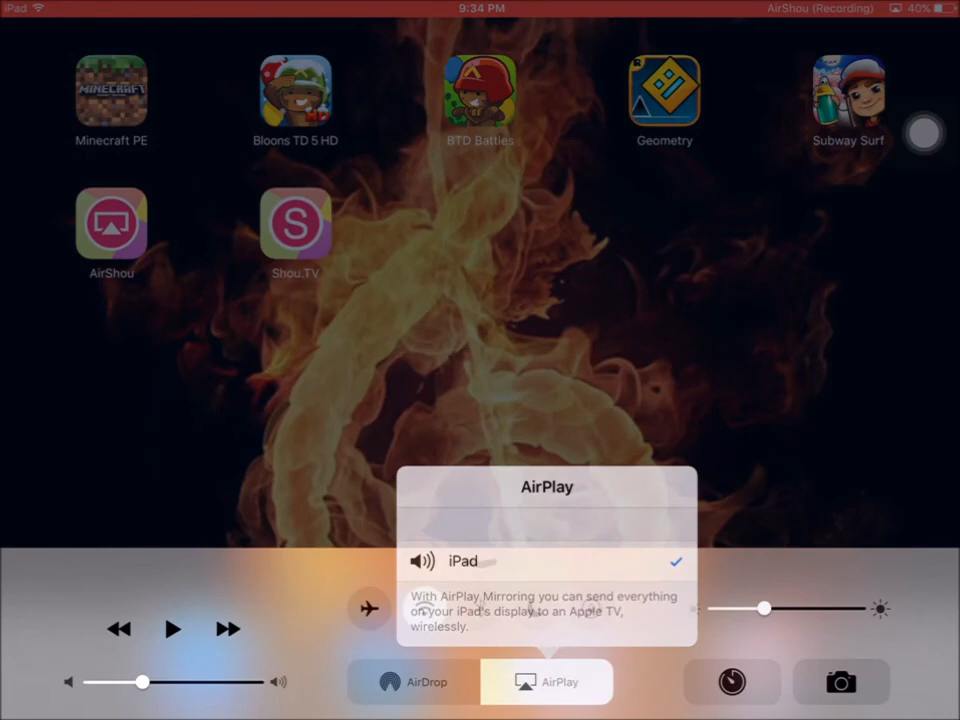 iPad 9:34 PM AirShou (Recording) 40%
MINECRAFT HD R
Minecraft PE Bloons TD 5 HD BTD Battles Geometry Subway Surf
S
AirShou Shou.TV
AirPlay
iPad
With AirPlay Mirroring you can send everything
on your iPad's display to an Apple TV,
wirelessly.
AirDrop AirPlay